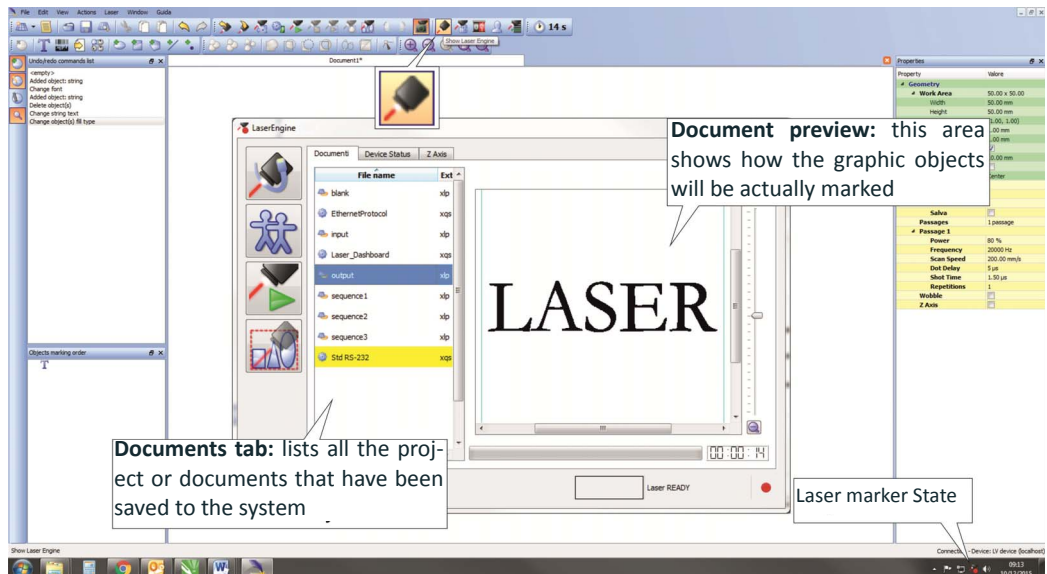 File Edit View Actions Laser Window Guida
14 s
Show Laser Engine
Undo/redo commands list
<empty>
Added object: string
Change font
Added object: string
Delete object(s)
Change string text
Change object(s) fill type
Objects marking order
T
Document1*
LaserEngine
Documenti Device Status Z Axis
File name Ext
blank xlp
EthernetProtocol xqs
input xlp
Laser_Dashboard xqs
output xlp
sequence1 xlp
sequence2 xlp
sequence3 xlp
Std RS-232 xqs
LASER
00:00:14
Laser READY
Document preview: this area
shows how the graphic objects
will be actually marked
Documents tab: lists all the proj-
ect or documents that have been
saved to the system
Laser marker State
Properties
Property Valore
Geometry
Work Area 50.00 x 50.00
Width 50.00 mm
Height 50.00 mm
Salva
Passages 1 passage
Passage 1
Power 80 %
Frequency 20000 Hz
Scan Speed 200.00 mm/s
Dot Delay 5 µs
Shot Time 1.50 µs
Repetitions 1
Wobble
Z Axis
Show Laser Engine
Device: LV device (localhost)
09:13
10/12/2015